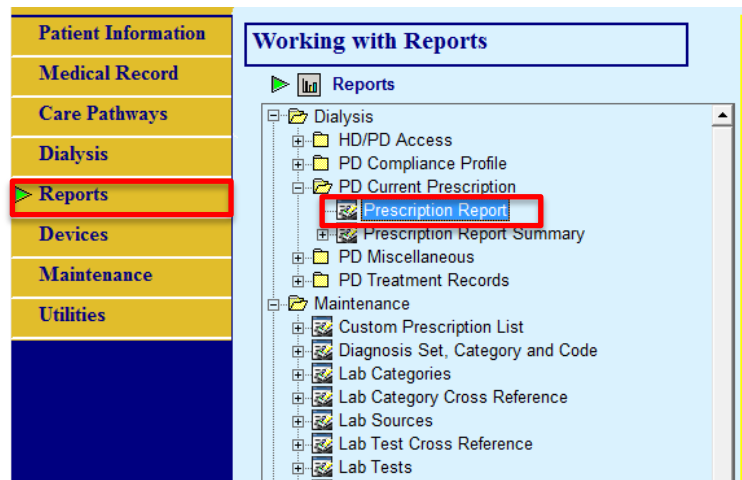 Patient Information
Medical Record
Care Pathways
Dialysis
Reports
Devices
Maintenance
Utilities
Working with Reports
Reports
Dialysis
HD/PD Access
PD Compliance Profile
PD Current Prescription
Prescription Report
Prescription Report Summary
PD Miscellaneous
PD Treatment Records
Maintenance
Custom Prescription List
Diagnosis Set, Category and Code
Lab Categories
Lab Category Cross Reference
Lab Sources
Lab Test Cross Reference
Lab Tests